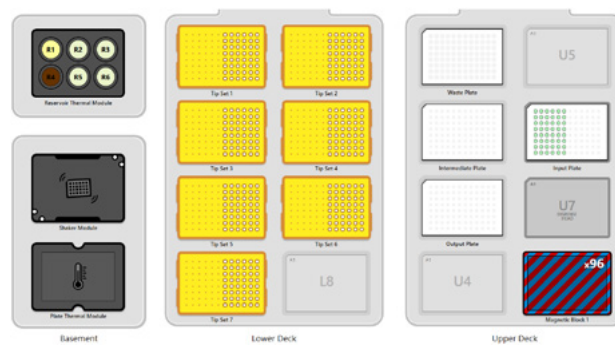 R1 R2 R3
R4 R5 R6
Reservoir Thermal Module
Shaker Module
Plate Thermal Module
Basement
Tip Set 1
Tip Set 2
Tip Set 3
Tip Set 4
Tip Set 5
Tip Set 6
Tip Set 7
L8
Lower Deck
Waste Plate
U5
Intermediate Plate
Input Plate
Output Plate
U7
U4
x96
Magnetic Block 1
Upper Deck